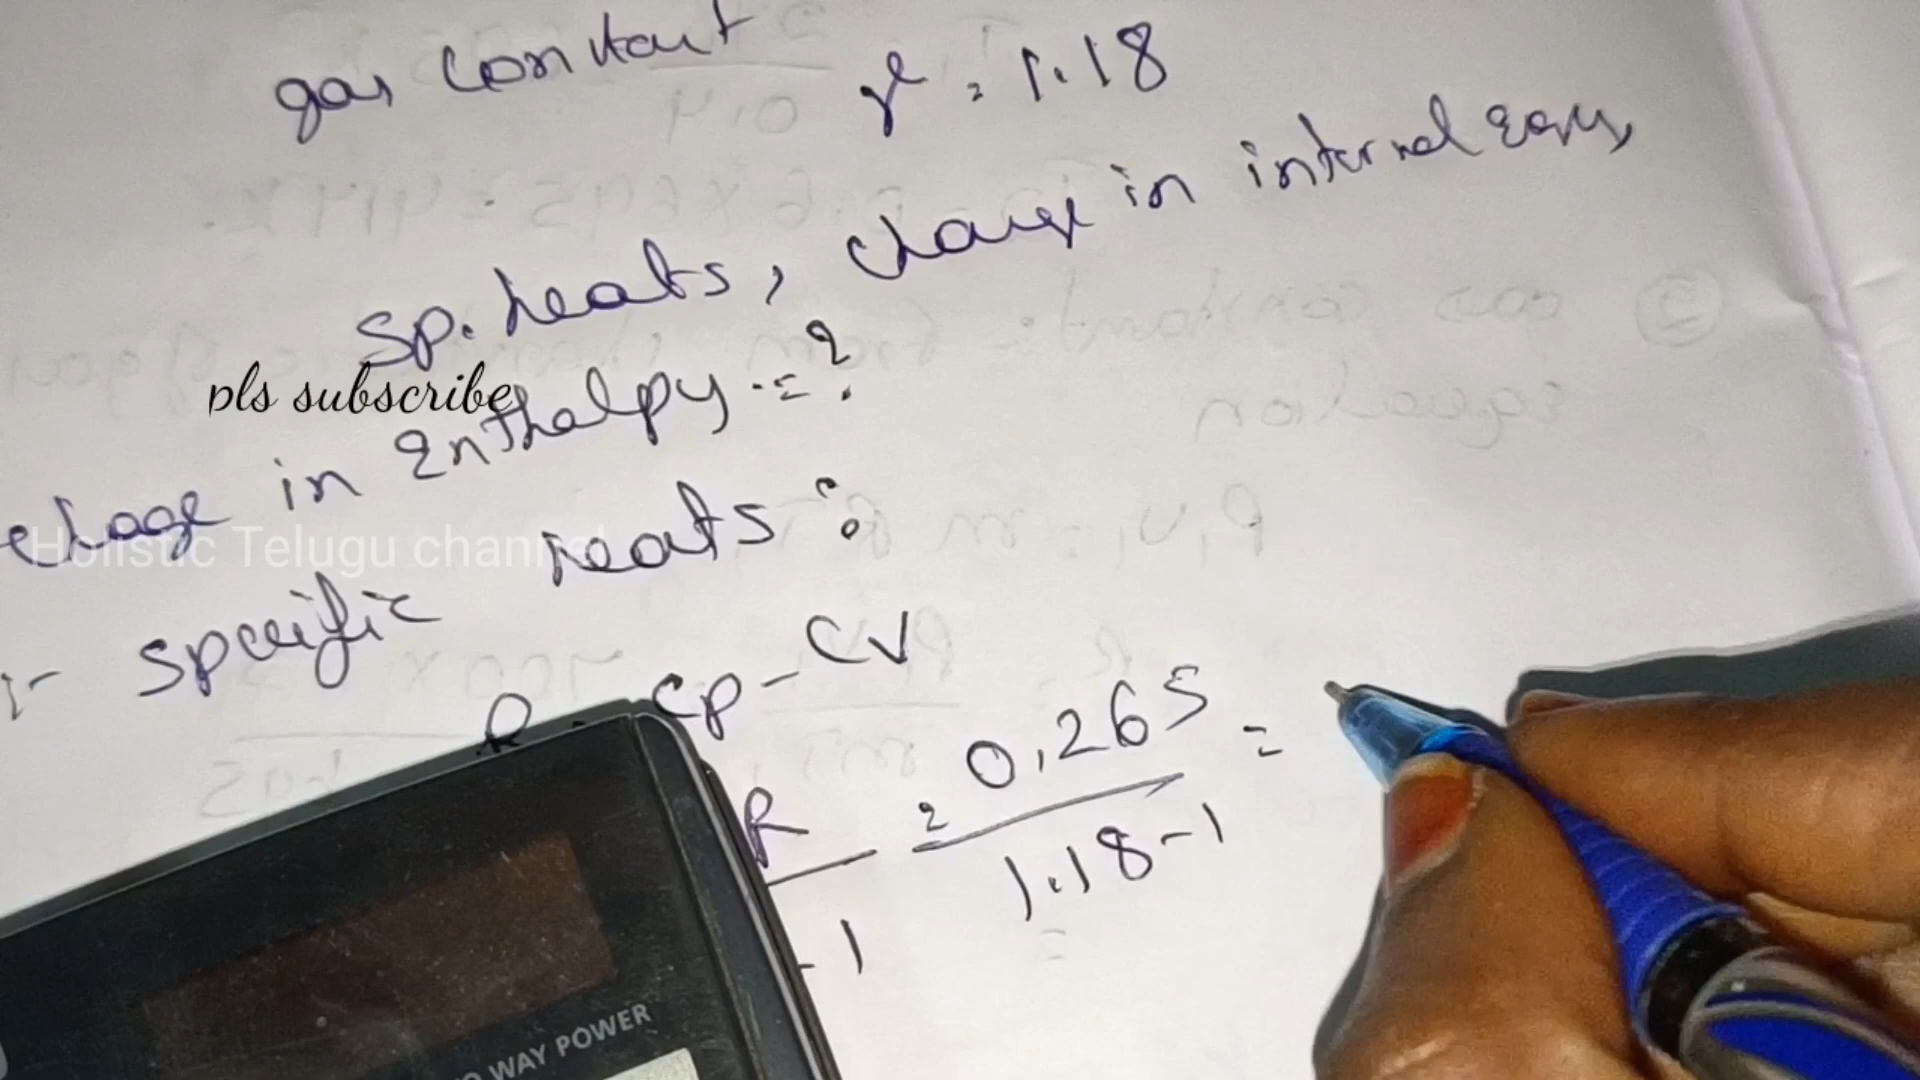 gas constant γ = 1.18
Sp. heats, change in internal
change in Enthalpy = ?
pls subscribe
Holistic Telugu channel
:- Specific heats :
R = Cp - CV
R = 0.265 =
- 1 1.18-1
TWO WAY POWER